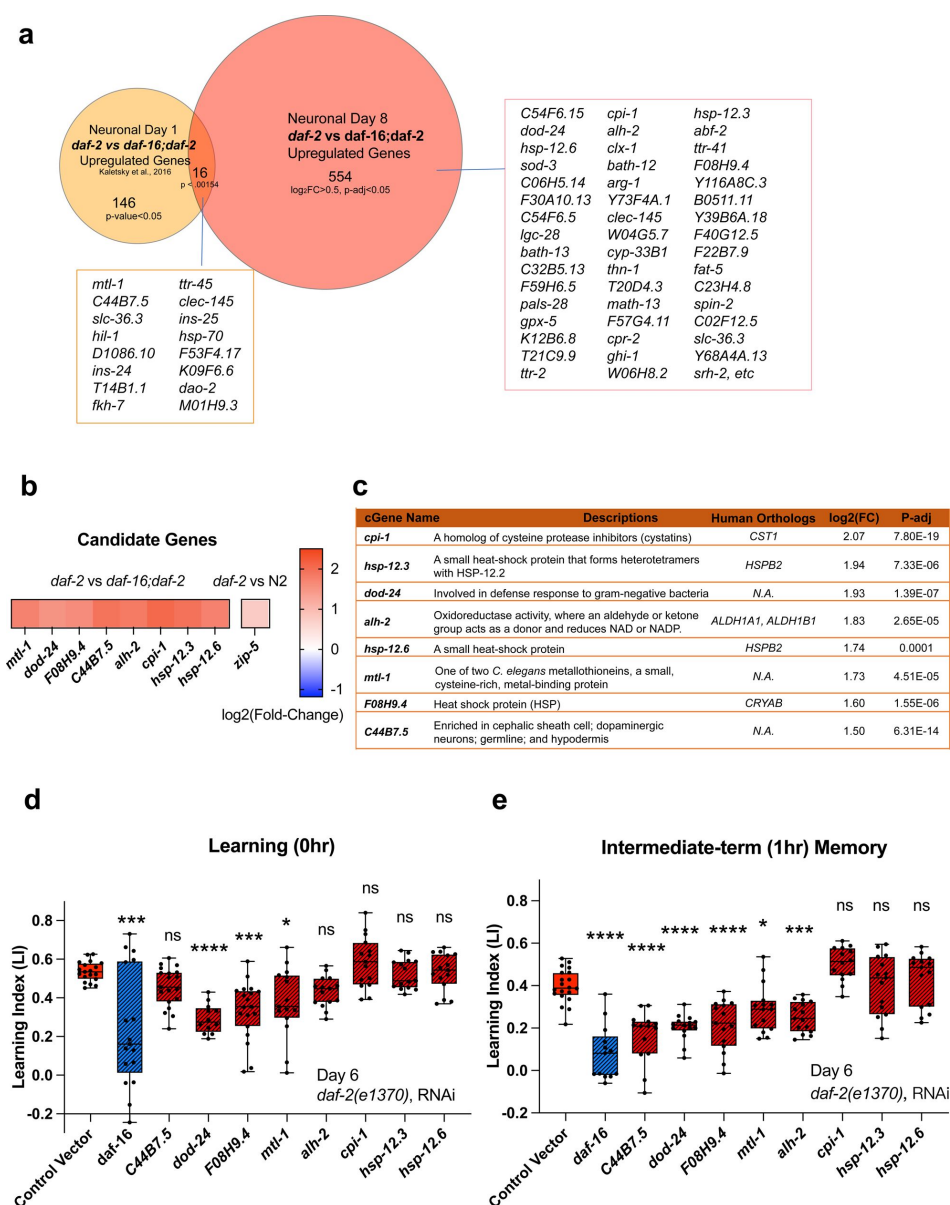 a
Neuronal Day 1
daf-2 vs daf-16;daf-2
Upregulated Genes
Kaletsky et al., 2016
146
p-value<0.05
16
p < .00154
Neuronal Day 8
daf-2 vs daf-16;daf-2
Upregulated Genes
554
log₂FC>0.5, p-adj<0.05
mtl-1 ttr-45
C44B7.5 clec-145
slc-36.3 ins-25
hil-1 hsp-70
D1086.10 F53F4.17
ins-24 K09F6.6
T14B1.1 dao-2
fkh-7 M01H9.3
C54F6.15 cpi-1 hsp-12.3
dod-24 alh-2 abf-2
hsp-12.6 clx-1 ttr-41
sod-3 bath-12 F08H9.4
C06H5.14 arg-1 Y116A8C.3
F30A10.13 Y73F4A.1 B0511.11
C54F6.5 clec-145 Y39B6A.18
lgc-28 W04G5.7 F40G12.5
bath-13 cyp-33B1 F22B7.9
C32B5.13 thn-1 fat-5
F59H6.5 T20D4.3 C23H4.8
pals-28 math-13 spin-2
gpx-5 F57G4.11 C02F12.5
K12B6.8 cpr-2 slc-36.3
T21C9.9 ghi-1 Y68A4A.13
ttr-2 W06H8.2 srh-2, etc
b
Candidate Genes
daf-2 vs daf-16;daf-2 daf-2 vs N2
mtl-1 dod-24 F08H9.4 C44B7.5 alh-2 cpi-1 hsp-12.3 hsp-12.6 zip-5
2
1
0
-1
log2(Fold-Change)
c
cGene Name Descriptions Human Orthologs log2(FC) P-adj
cpi-1 A homolog of cysteine protease inhibitors (cystatins) CST1 2.07 7.80E-19
hsp-12.3 A small heat-shock protein that forms heterotetramers with HSP-12.2 HSPB2 1.94 7.33E-06
dod-24 Involved in defense response to gram-negative bacteria N.A. 1.93 1.39E-07
alh-2 Oxidoreductase activity, where an aldehyde or ketone group acts as a donor and reduces NAD or NADP. ALDH1A1, ALDH1B1 1.83 2.65E-05
hsp-12.6 A small heat-shock protein HSPB2 1.74 0.0001
mtl-1 One of two C. elegans metallothioneins, a small, cysteine-rich, metal-binding protein N.A. 1.73 4.51E-05
F08H9.4 Heat shock protein (HSP) CRYAB 1.60 1.55E-06
C44B7.5 Enriched in cephalic sheath cell; dopaminergic neurons; germline; and hypodermis N.A. 1.50 6.31E-14
d
Learning (0hr)
Learning Index (LI)
0.8
0.6
0.4
0.2
0.0
-0.2
*** ns **** *** * ns ns ns ns
Day 6
daf-2(e1370), RNAi
Control Vector daf-16 C44B7.5 dod-24 F08H9.4 mtl-1 alh-2 cpi-1 hsp-12.3 hsp-12.6
e
Intermediate-term (1hr) Memory
Learning Index (LI)
0.8
0.6
0.4
0.2
0.0
-0.2
**** **** **** **** * *** ns ns ns
Day 6
daf-2(e1370), RNAi
Control Vector daf-16 C44B7.5 dod-24 F08H9.4 mtl-1 alh-2 cpi-1 hsp-12.3 hsp-12.6